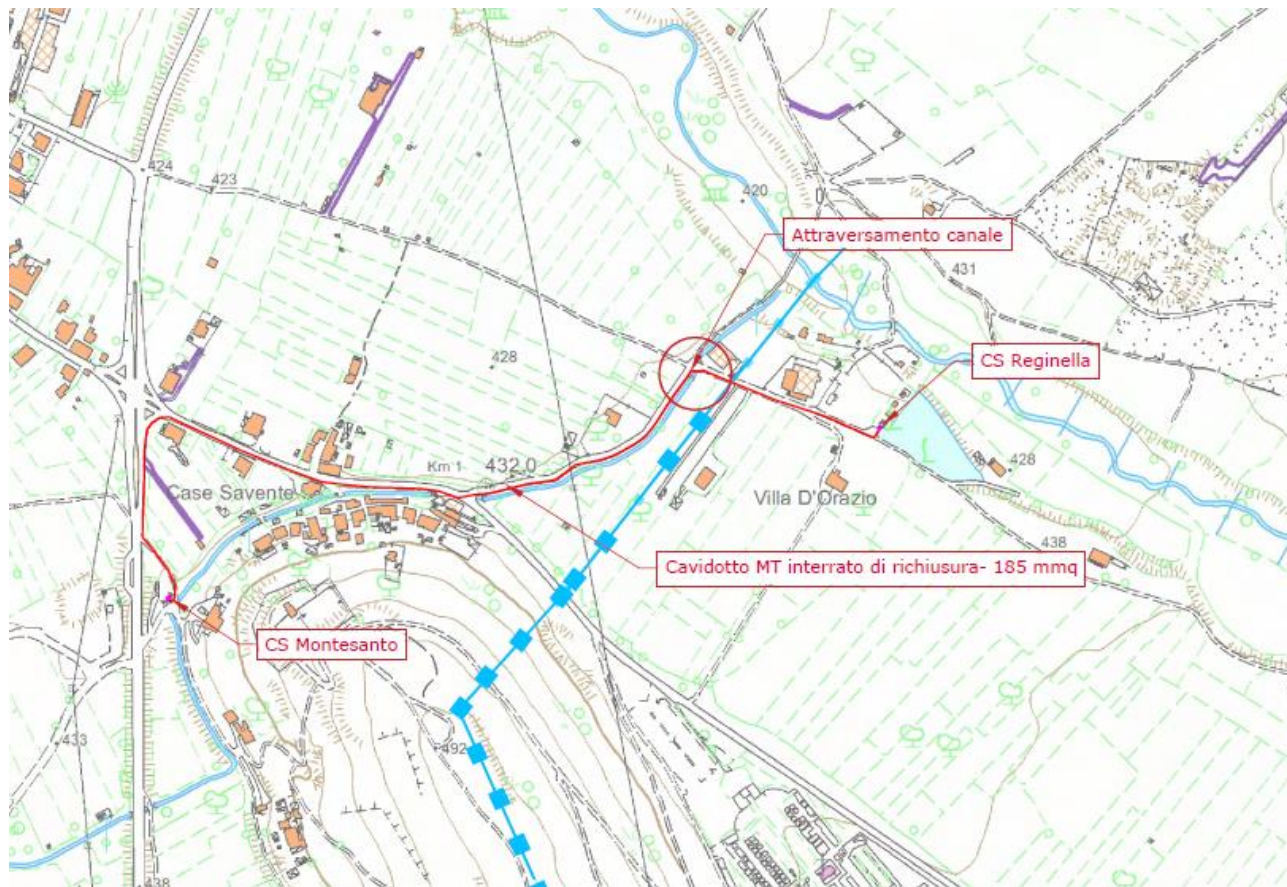 424
423
420
Attraversamento canale
431
CS Reginella
428
Km 1
432.0
428
Case Savente
Villa D'Orazio
438
Cavidotto MT interrato di richiusura- 185 mmq
CS Montesanto
433
492
438